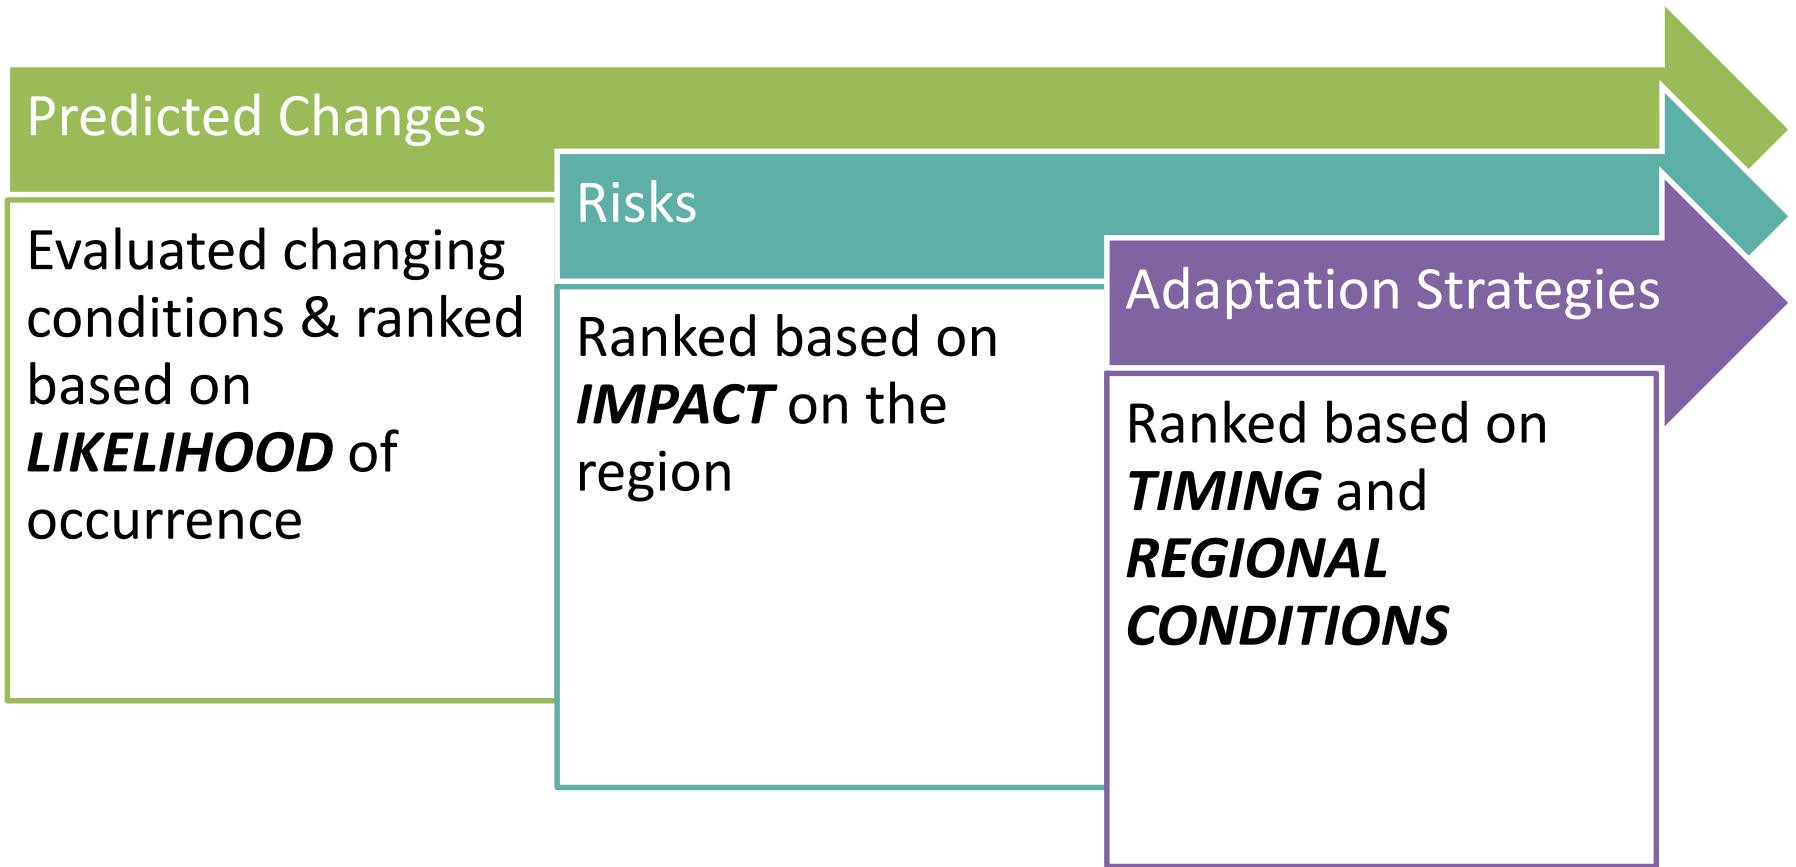 Predicted Changes
Evaluated changing
conditions & ranked
based on
LIKELIHOOD of
occurrence
Risks
Ranked based on
IMPACT on the
region
Adaptation Strategies
Ranked based on
TIMING and
REGIONAL
CONDITIONS